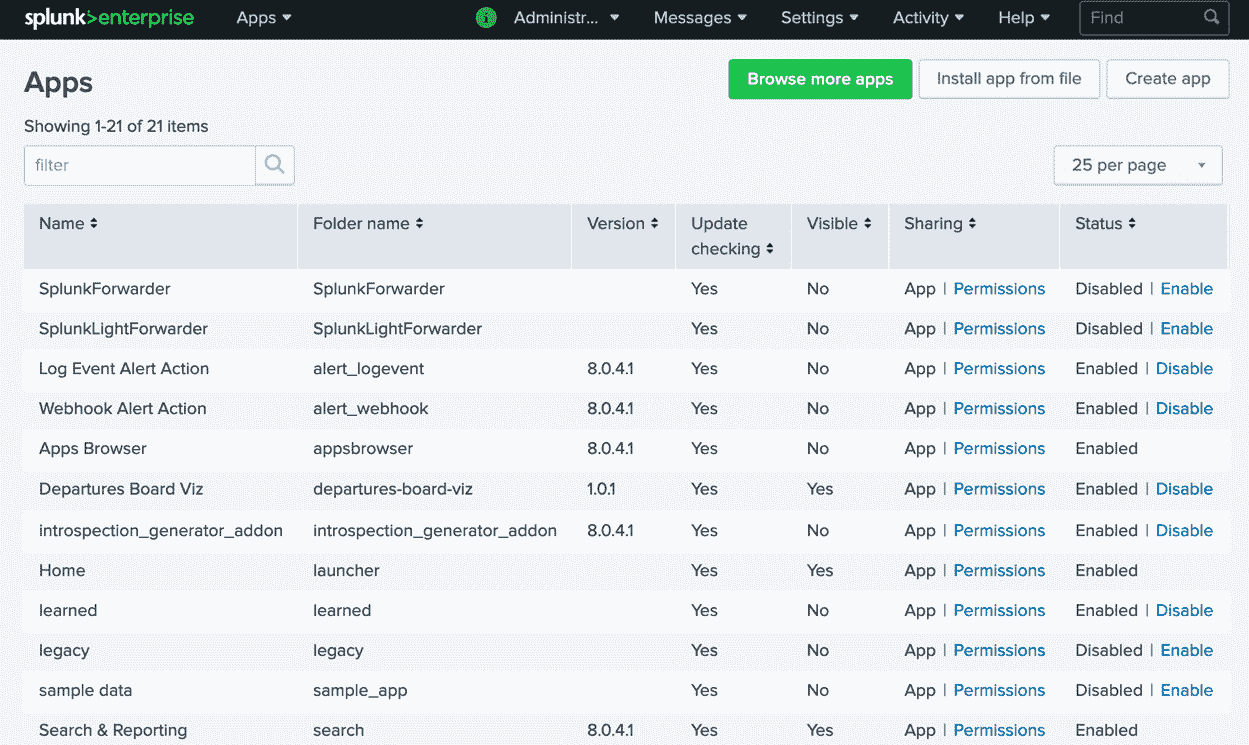 splunk>enterprise Apps Administr... Messages Settings Activity Help Find
Apps Browse more apps Install app from file Create app
Showing 1-21 of 21 items
filter 25 per page
Name Folder name Version Update checking Visible Sharing Status
SplunkForwarder SplunkForwarder Yes No App | Permissions Disabled | Enable
SplunkLightForwarder SplunkLightForwarder Yes No App | Permissions Disabled | Enable
Log Event Alert Action alert_logevent 8.0.4.1 Yes No App | Permissions Enabled | Disable
Webhook Alert Action alert_webhook 8.0.4.1 Yes No App | Permissions Enabled | Disable
Apps Browser appsbrowser 8.0.4.1 Yes No App | Permissions Enabled
Departures Board Viz departures-board-viz 1.0.1 Yes Yes App | Permissions Enabled | Disable
introspection_generator_addon introspection_generator_addon 8.0.4.1 Yes No App | Permissions Enabled | Disable
Home launcher Yes Yes App | Permissions Enabled
learned learned Yes No App | Permissions Enabled | Disable
legacy legacy Yes No App | Permissions Disabled | Enable
sample data sample_app Yes No App | Permissions Disabled | Enable
Search & Reporting search 8.0.4.1 Yes Yes App | Permissions Enabled